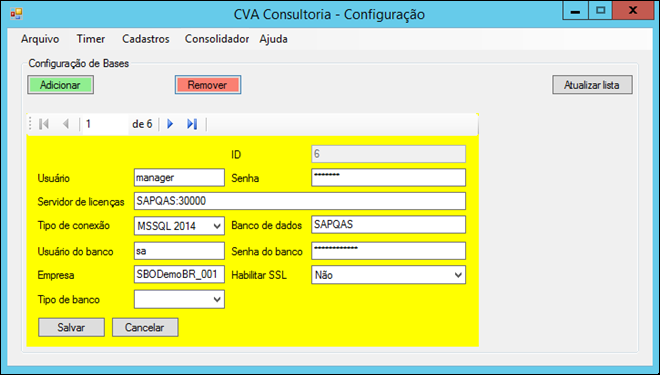 CVA Consultoria - Configuração
Arquivo Timer Cadastros Consolidador Ajuda
Configuração de Bases
Adicionar Remover Atualizar lista
1 de 6
ID 6
Usuário manager Senha *******
Servidor de licenças SAPQAS:30000
Tipo de conexão MSSQL 2014 Banco de dados SAPQAS
Usuário do banco sa Senha do banco ************
Empresa SBODemoBR_001 Habilitar SSL Não
Tipo de banco
Salvar Cancelar